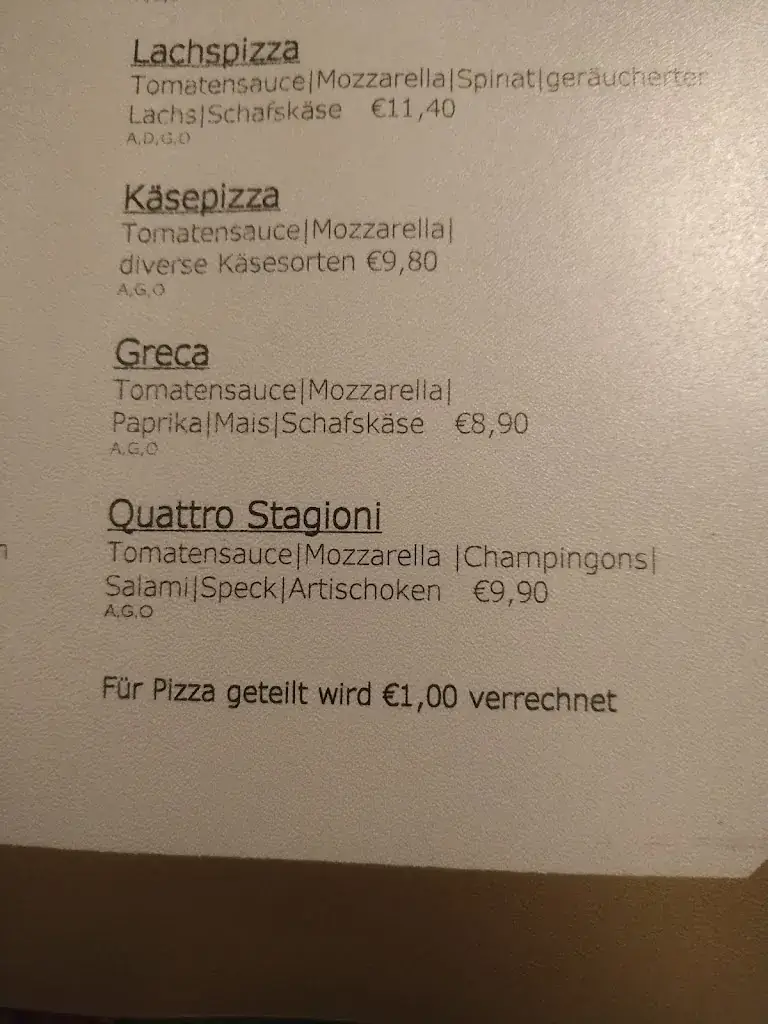 Lachspizza
Tomatensauce|Mozzarella|Spinat|geräucherter
Lachs|Schafskäse €11,40
A,D,G,O
Käsepizza
Tomatensauce|Mozzarella|
diverse Käsesorten €9,80
A,G,O
Greca
Tomatensauce|Mozzarella|
Paprika|Mais|Schafskäse €8,90
A,G,O
Quattro Stagioni
Tomatensauce|Mozzarella |Champingons|
Salami|Speck|Artischoken €9,90
A,G,O
Für Pizza geteilt wird €1,00 verrechnet